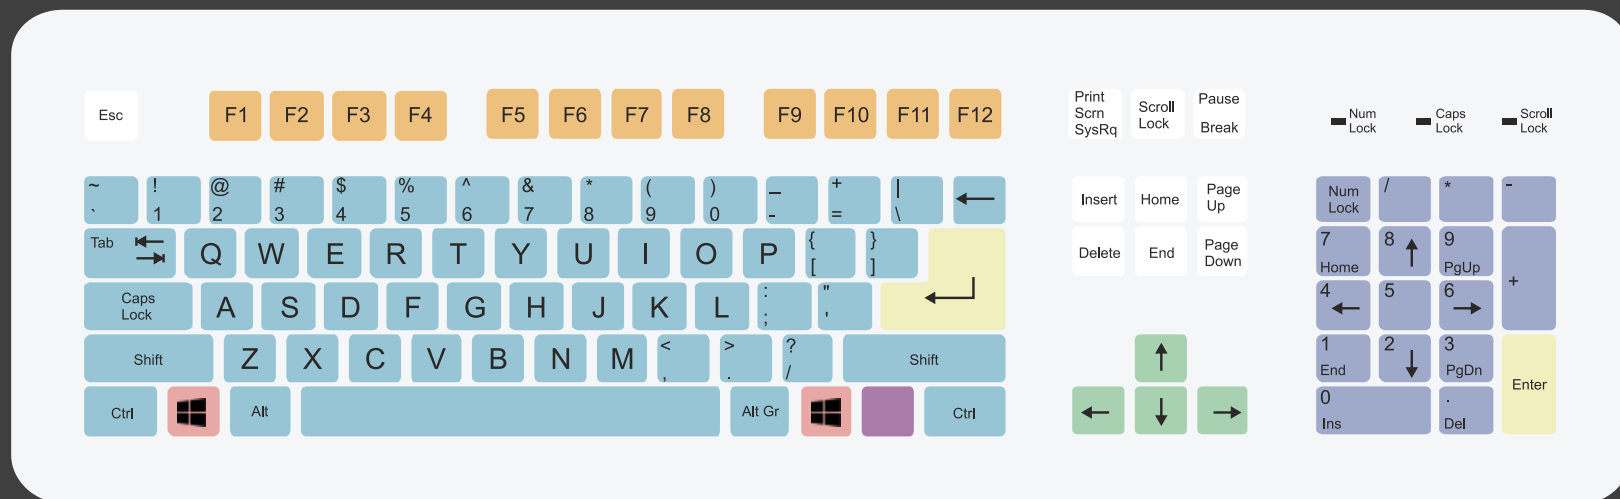 Esc F1 F2 F3 F4 F5 F6 F7 F8 F9 F10 F11 F12
Print
Scrn
SysRq
Scroll
Lock
Pause
Break
Num
Lock
Caps
Lock
Scroll
Lock
~ ! @ # $ % ^ & * ( ) _ + |
` 1 2 3 4 5 6 7 8 9 0 - = \
Insert Home Page
Up
Num
Lock
/ * -
Tab Q W E R T Y U I O P { }
[ ]
Delete End Page
Down
7 8 9
Home PgUp
+
Caps
Lock
A S D F G H J K L : "
; '
4 5 6
Shift Z X C V B N M < > ? Shift
, . /
1 2 3
End PgDn
Enter
Ctrl Alt Alt Gr Ctrl
0 .
Ins Del